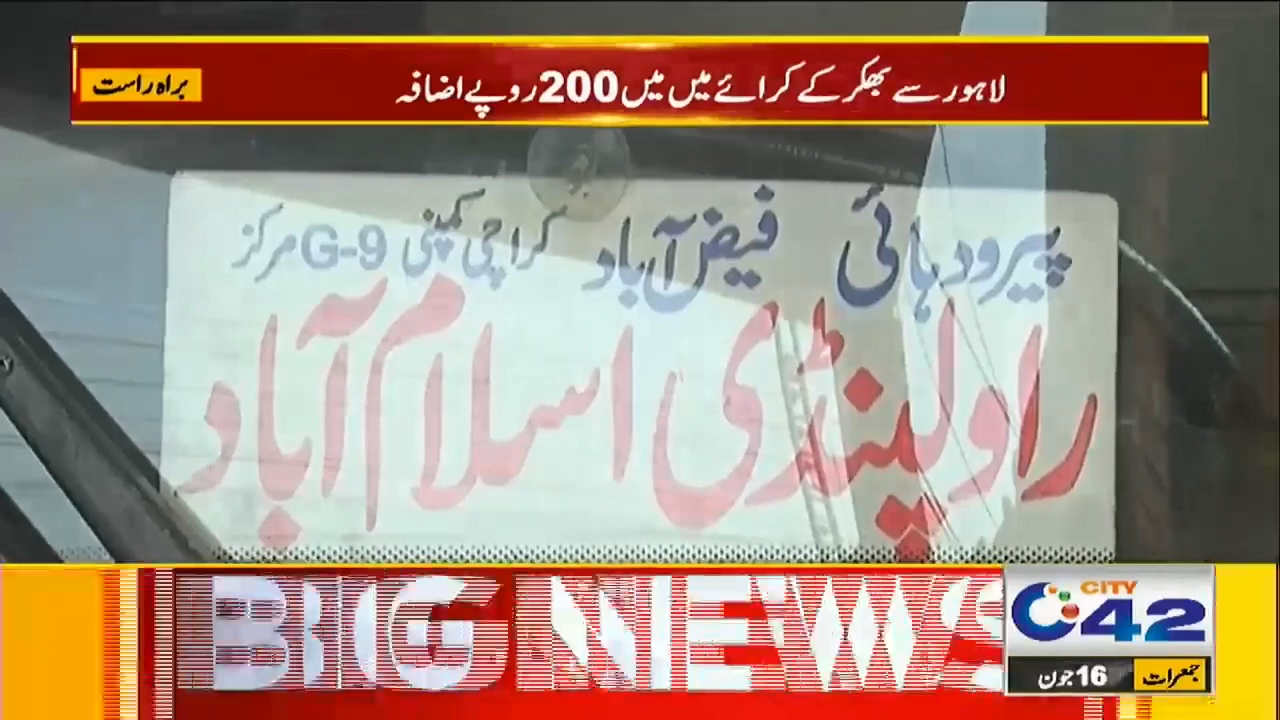 لاہور سے بھکر کے کرائے میں میں 200 روپے اضافہ
براہ راست
پیرودہائی فیض آباد کراچی کمپنی G-9 مرکز
راولپنڈی اسلام آباد
BIG NEWS
CITY
42
جمعرات 16 جون